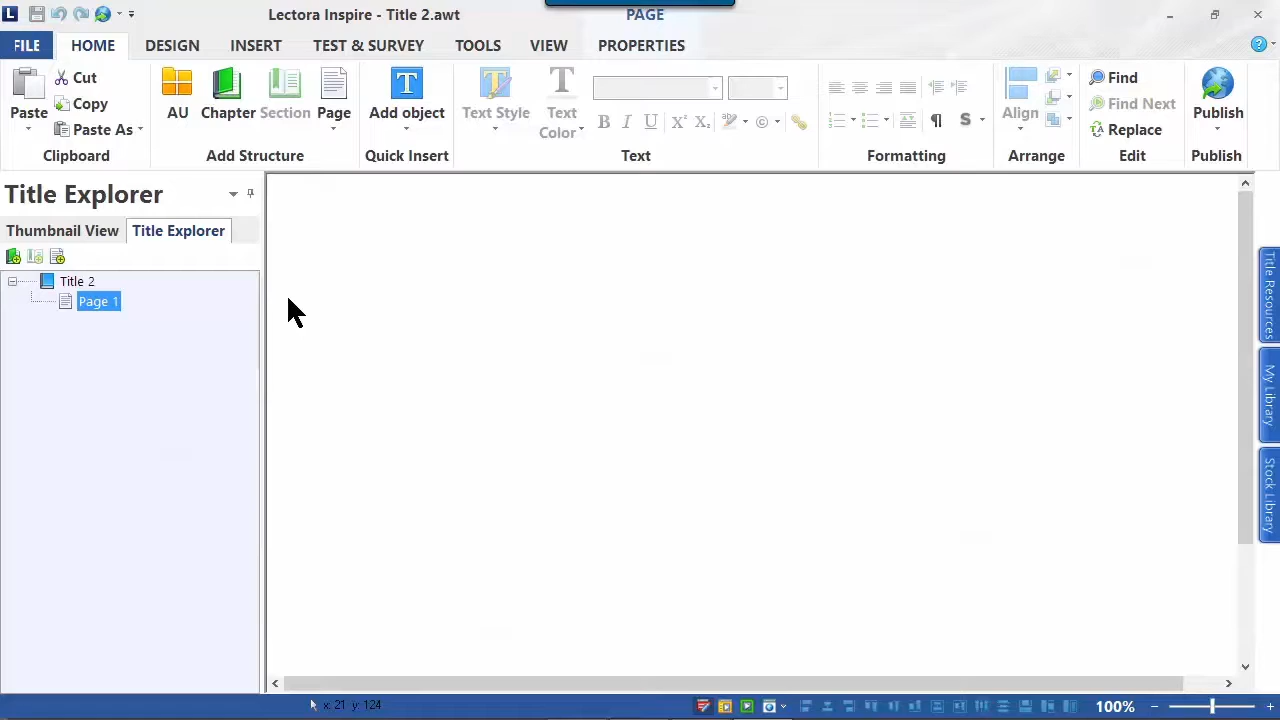 Lectora Inspire - Title 2.awt
PAGE
FILE
HOME
DESIGN
INSERT
TEST & SURVEY
TOOLS
VIEW
PROPERTIES
Paste
Cut
Copy
Paste As
Clipboard
AU
Chapter
Section
Page
Add Structure
Add object
Quick Insert
Text Style
Text
Color
B I U X² X₂
Text
Formatting
Align
Arrange
Find
Find Next
Replace
Edit
Publish
Publish
Title Explorer
Thumbnail View
Title Explorer
Title 2
Page 1
Title Resources
My Library
Stock Library
x: 21 y: 124
100%